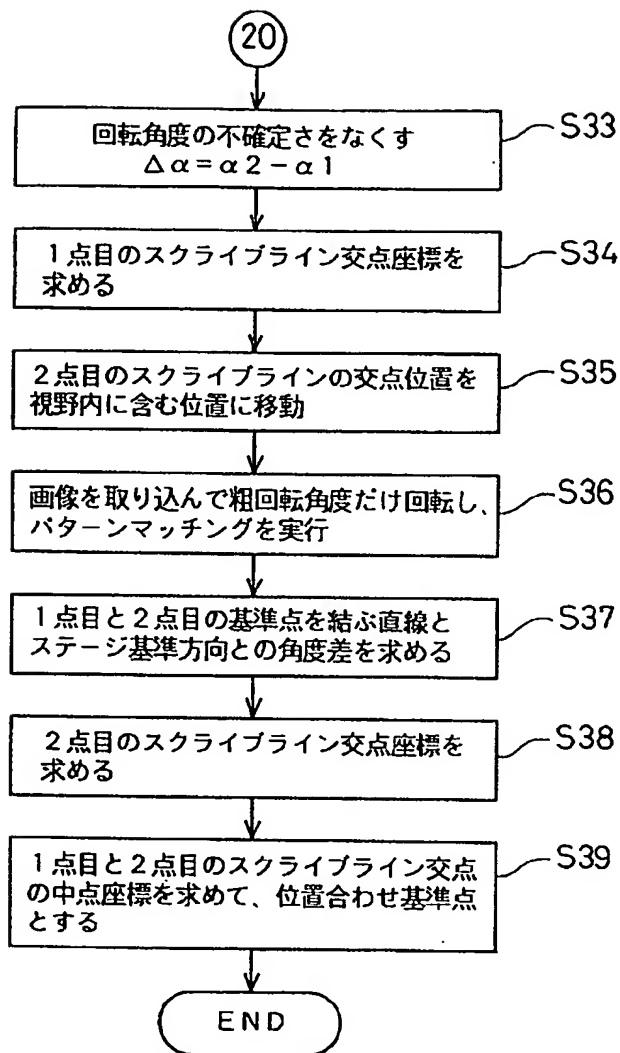 20
回転角度の不確定さをなくす
Δα=α2-α1
S33
1点目のスクライブライン交点座標を
求める
S34
2点目のスクライブラインの交点位置を
視野内に含む位置に移動
S35
画像を取り込んで粗回転角度だけ回転し、
パターンマッチングを実行
S36
1点目と2点目の基準点を結ぶ直線と
ステージ基準方向との角度差を求める
S37
2点目のスクライブライン交点座標を
求める
S38
1点目と2点目のスクライブライン交点
の中点座標を求めて、位置合わせ基準点
とする
S39
END